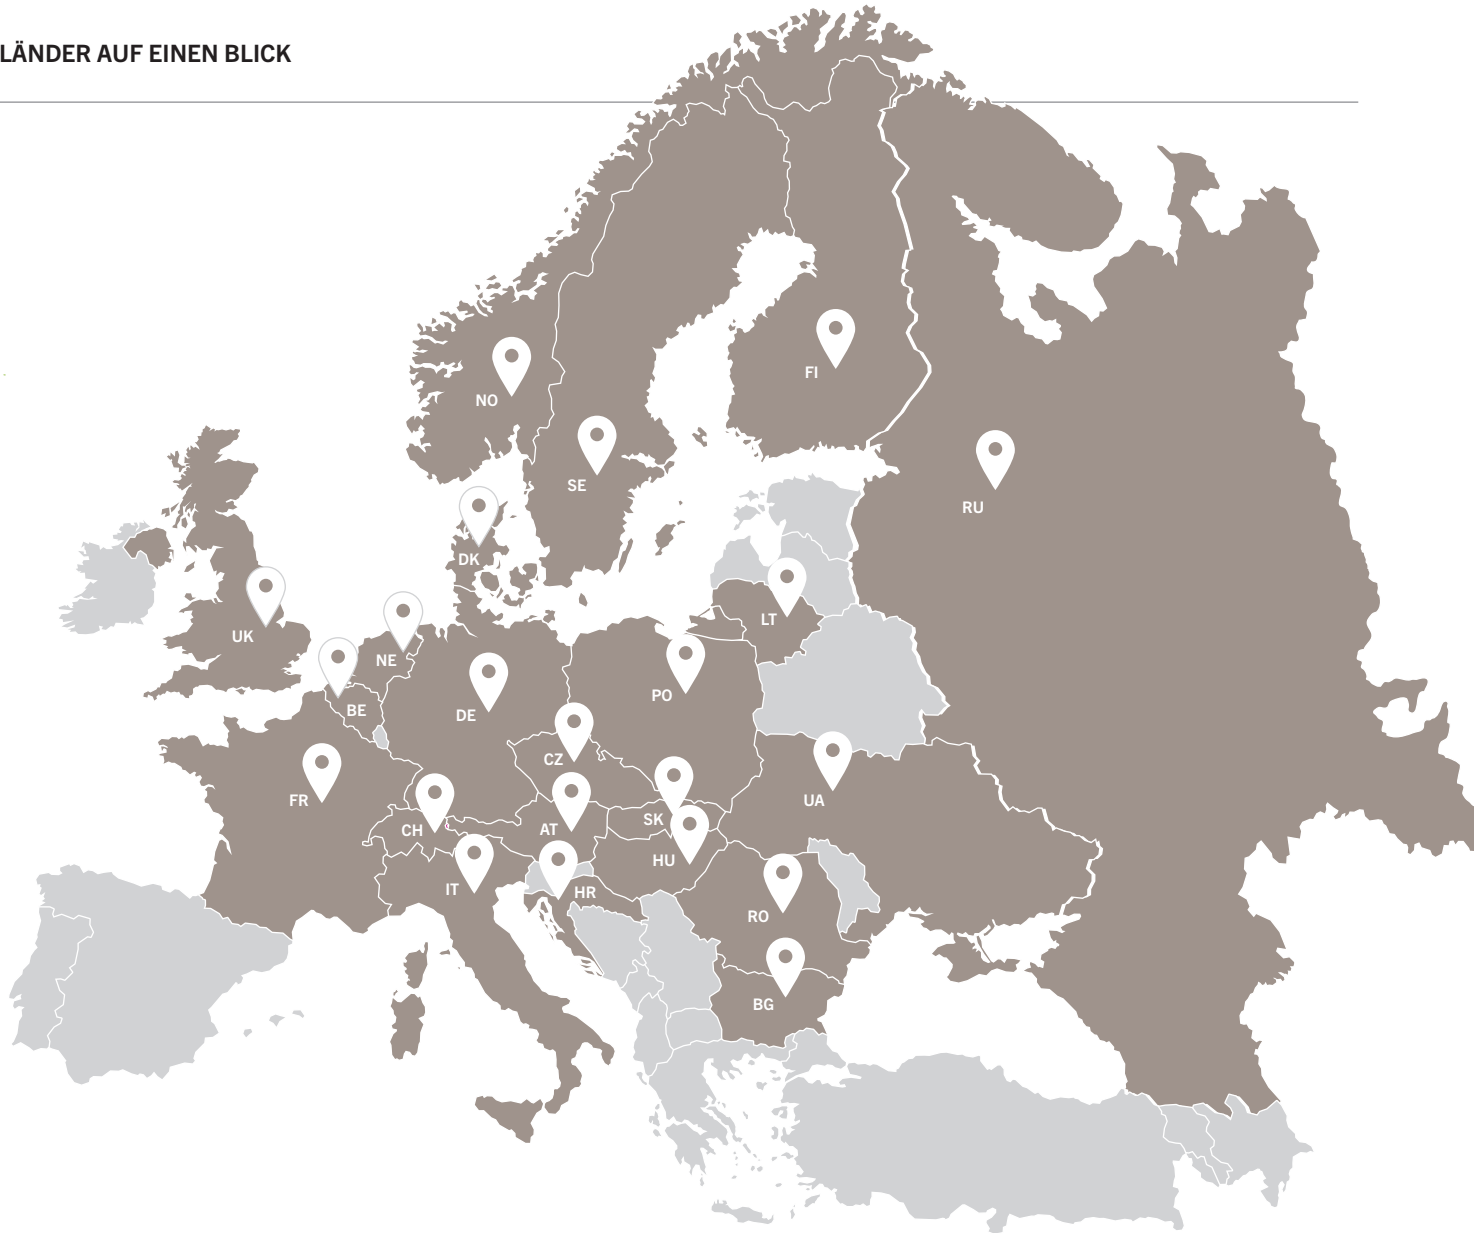 LÄNDER AUF EINEN BLICK
FI
NO
SE
RU
DK
LT
UK
NE
PO
BE
DE
CZ
FR
UA
SK
CH
AT
HU
IT
HR
RO
BG